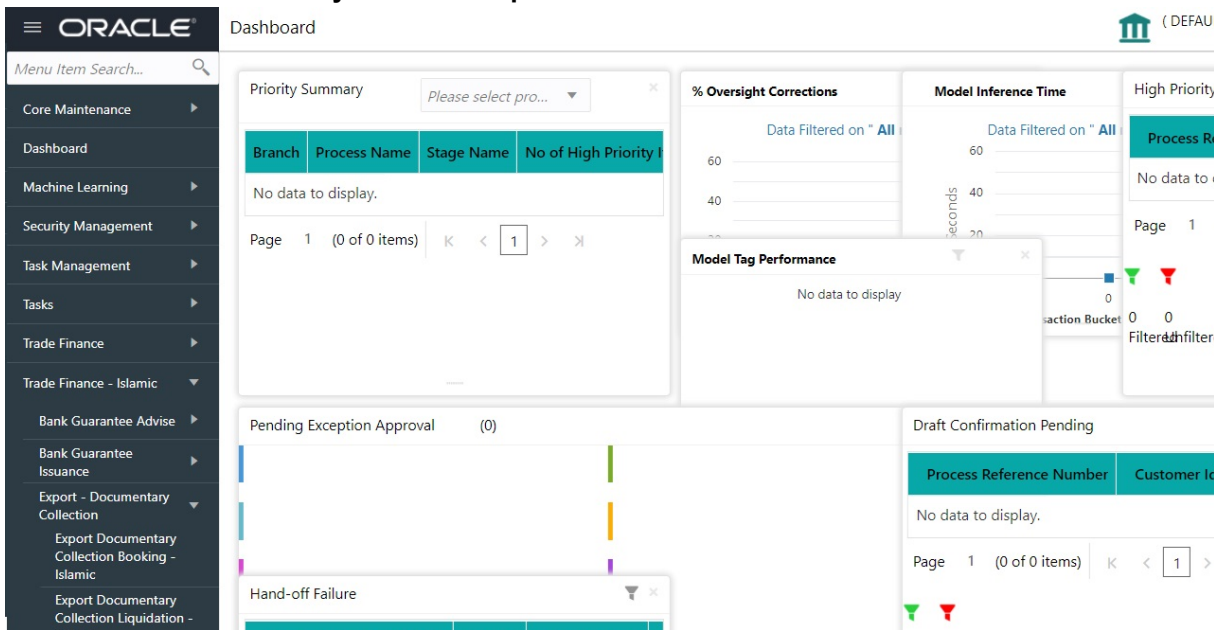 ORACLE
Dashboard
( DEFAU
Menu Item Search...
Core Maintenance
Dashboard
Machine Learning
Security Management
Task Management
Tasks
Trade Finance
Trade Finance - Islamic
Bank Guarantee Advise
Bank Guarantee
Issuance
Export - Documentary
Collection
Export Documentary
Collection Booking -
Islamic
Export Documentary
Collection Liquidation -
Priority Summary
Please select pro...
Branch Process Name Stage Name No of High Priority I
No data to display.
Page 1 (0 of 0 items) 1
% Oversight Corrections
Data Filtered on " All
60
40
Model Inference Time
Data Filtered on " All
60
40
20
Seconds
0
saction Bucket
High Priority
Process R
No data to
Page 1
0 0
Filtered Unfilter
Model Tag Performance
No data to display
Pending Exception Approval (0)
Draft Confirmation Pending
Process Reference Number Customer I
No data to display.
Page 1 (0 of 0 items) 1
Hand-off Failure